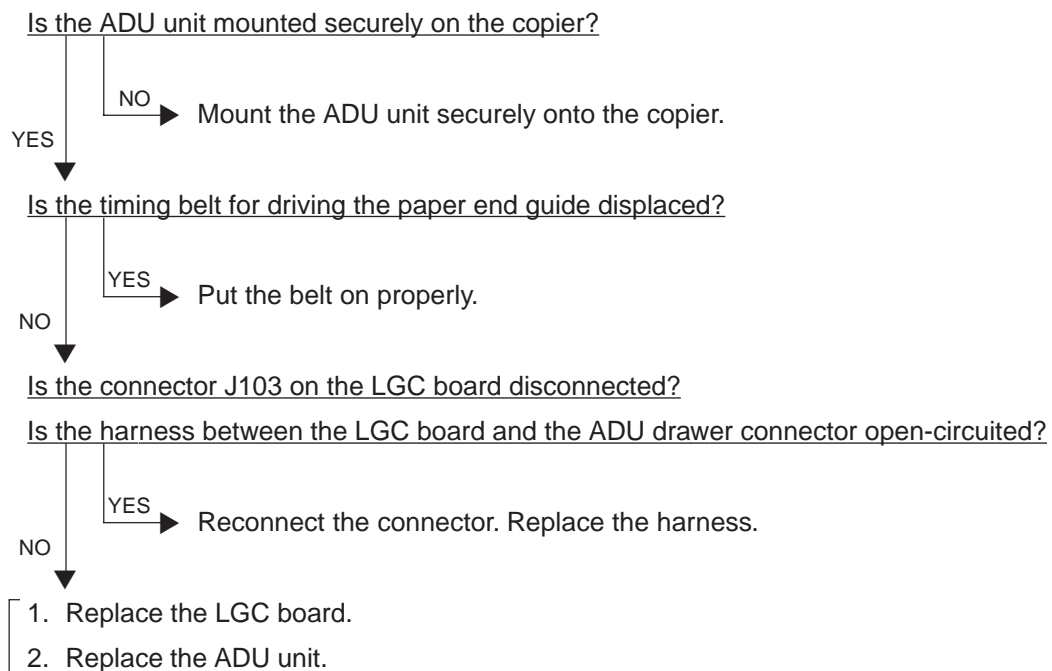 Is the ADU unit mounted securely on the copier?
NO
Mount the ADU unit securely onto the copier.
YES
Is the timing belt for driving the paper end guide displaced?
YES
Put the belt on properly.
NO
Is the connector J103 on the LGC board disconnected?
Is the harness between the LGC board and the ADU drawer connector open-circuited?
YES
Reconnect the connector. Replace the harness.
NO
1. Replace the LGC board.
2. Replace the ADU unit.